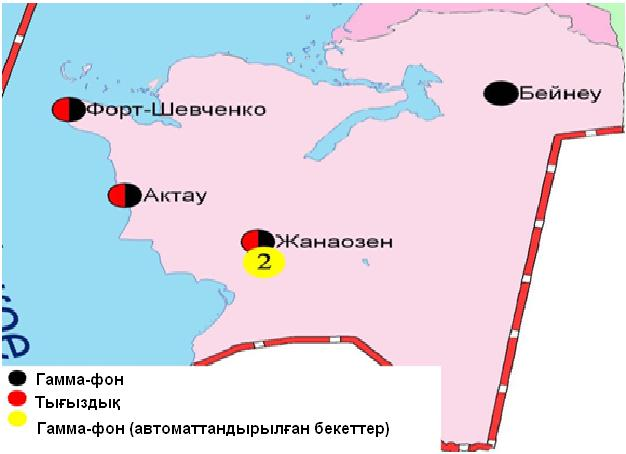 Бейнеу
Форт-Шевченко
Актау
Жанаозен
2
Гамма-фон
Тығыздық
Гамма-фон (автоматтандырылған бекеттер)